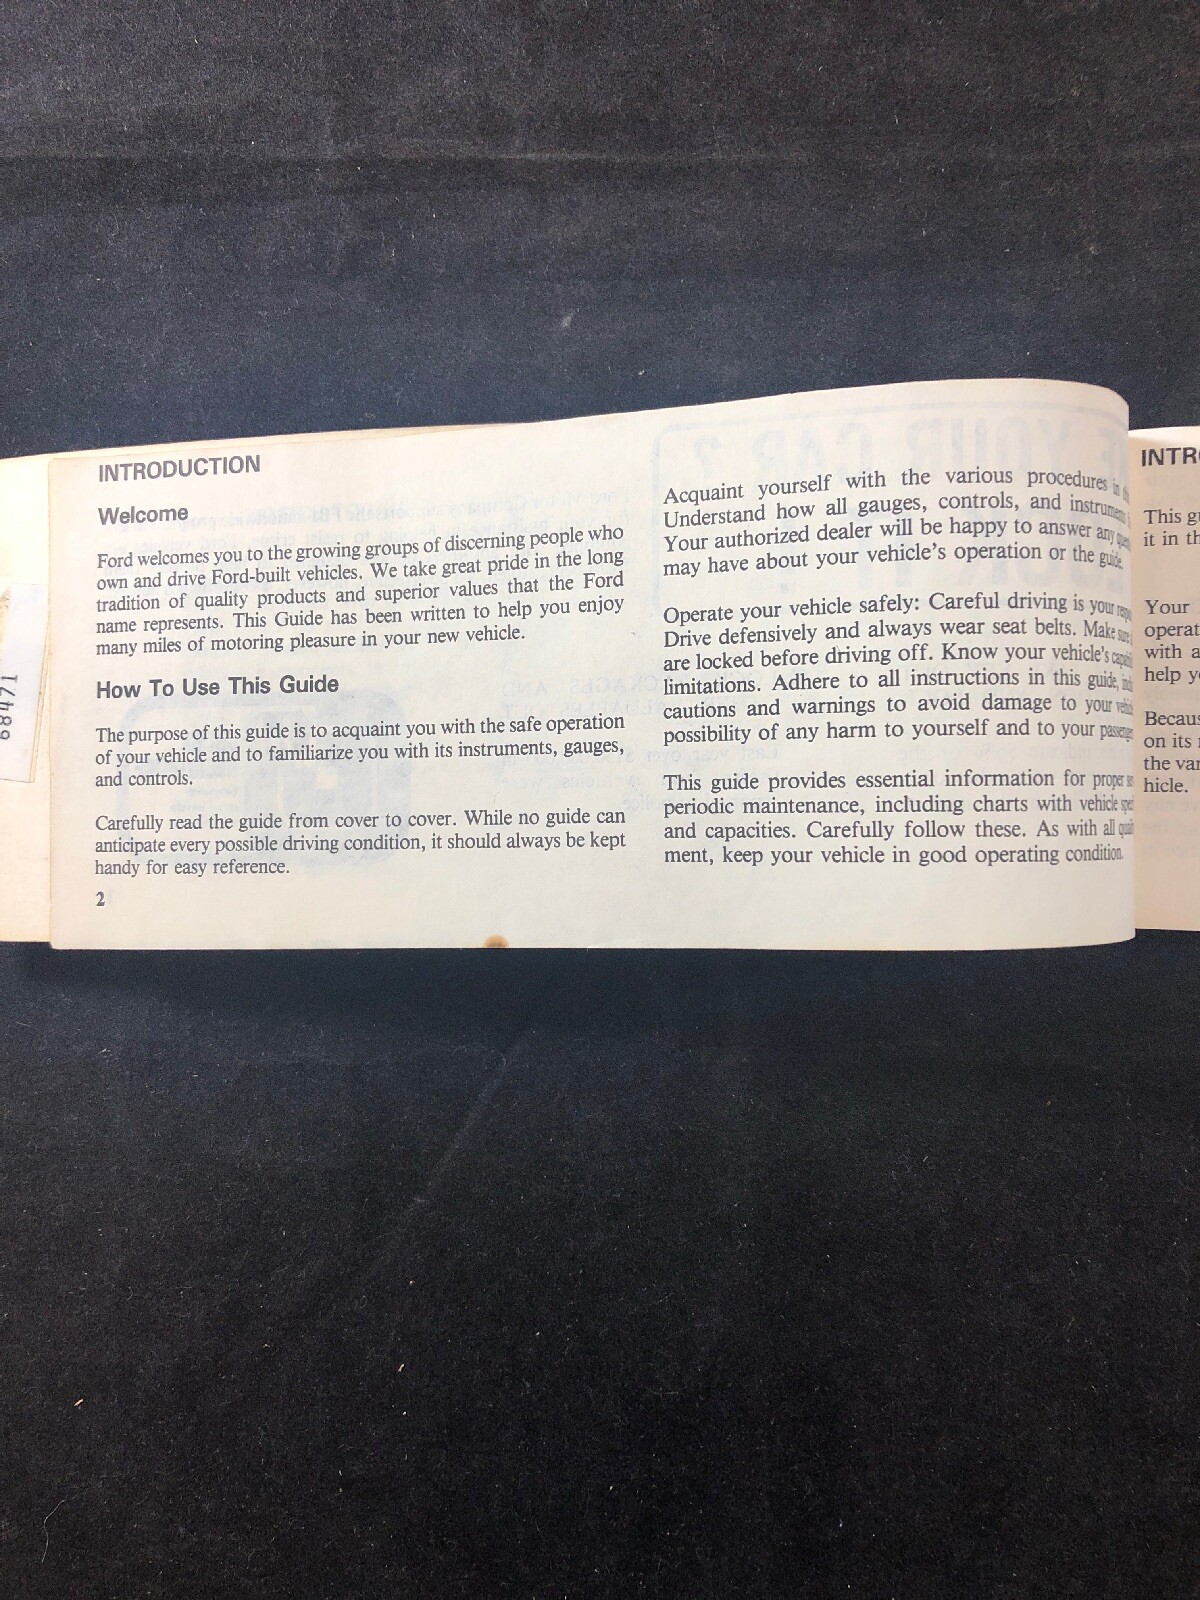 INTRODUCTION
Welcome
Ford welcomes you to the growing groups of discerning people who
own and drive Ford-built vehicles. We take great pride in the long
tradition of quality products and superior values that the Ford
name represents. This Guide has been written to help you enjoy
many miles of motoring pleasure in your new vehicle.
How To Use This Guide
The purpose of this guide is to acquaint you with the safe operation
of your vehicle and to familiarize you with its instruments, gauges,
and controls.
Carefully read the guide from cover to cover. While no guide can
anticipate every possible driving condition, it should always be kept
handy for easy reference.
2
Acquaint yourself with the various procedures in
Understand how all gauges, controls, and
Your authorized dealer will be happy to answer any
may have about your vehicle's operation or the guide.
Operate your vehicle safely: Careful driving is your
Drive defensively and always wear seat belts. Make sure
are locked before driving off. Know your vehicle's
limitations. Adhere to all instructions in this guide,
cautions and warnings to avoid damage to your
possibility of any harm to yourself and to your
This guide provides essential information for proper
periodic maintenance, including charts with vehicle
and capacities. Carefully follow these. As with all
ment, keep your vehicle in good operating condition.
INTR
This
it in
Your
operat
with a
help
Becaus
on its
the var
hicle.
68471